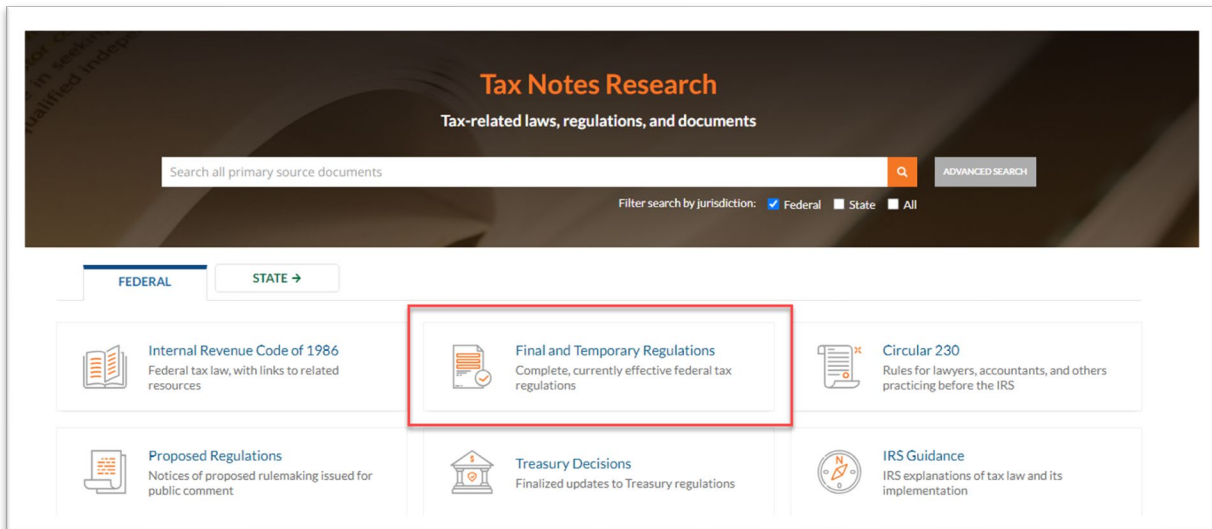 Tax Notes Research
Tax-related laws, regulations, and documents
Search all primary source documents
ADVANCED SEARCH
Filter search by jurisdiction: Federal State All
FEDERAL
STATE →
Internal Revenue Code of 1986
Federal tax law, with links to related
resources
Final and Temporary Regulations
Complete, currently effective federal tax
regulations
Circular 230
Rules for lawyers, accountants, and others
practicing before the IRS
Proposed Regulations
Notices of proposed rulemaking issued for
public comment
Treasury Decisions
Finalized updates to Treasury regulations
IRS Guidance
IRS explanations of tax law and its
implementation